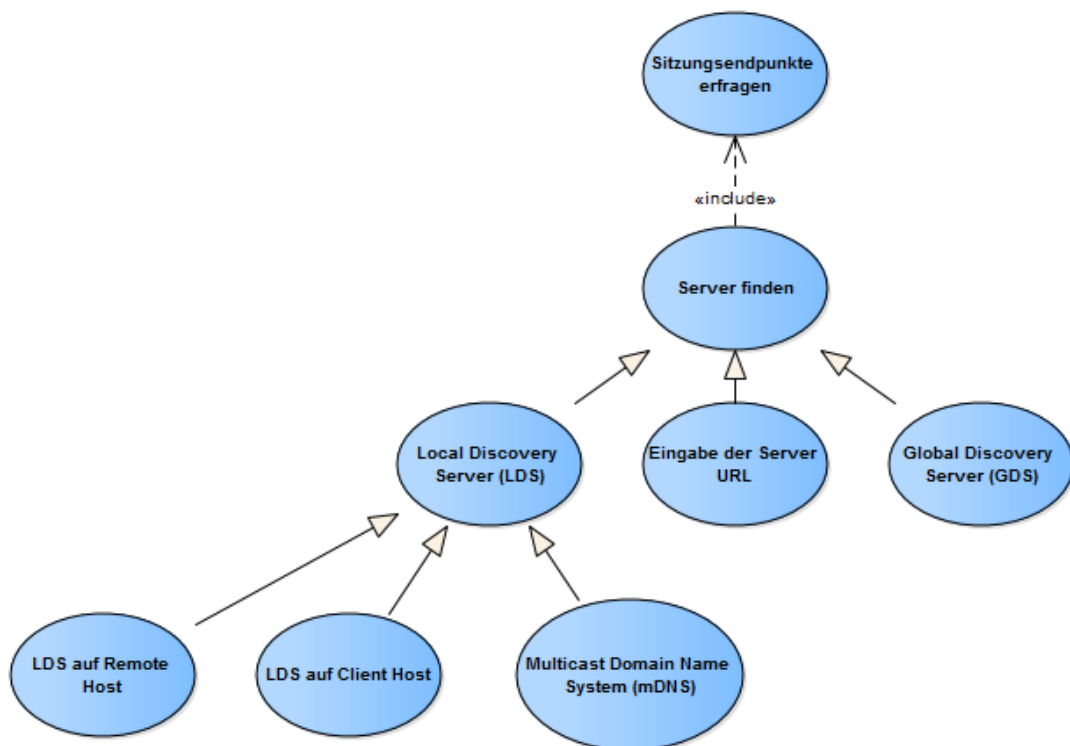 Sitzungsendpunkte
erfragen
«include»
Server finden
Local Discovery
Server (LDS)
Eingabe der Server
URL
Global Discovery
Server (GDS)
LDS auf Remote
Host
LDS auf Client Host
Multicast Domain Name
System (mDNS)